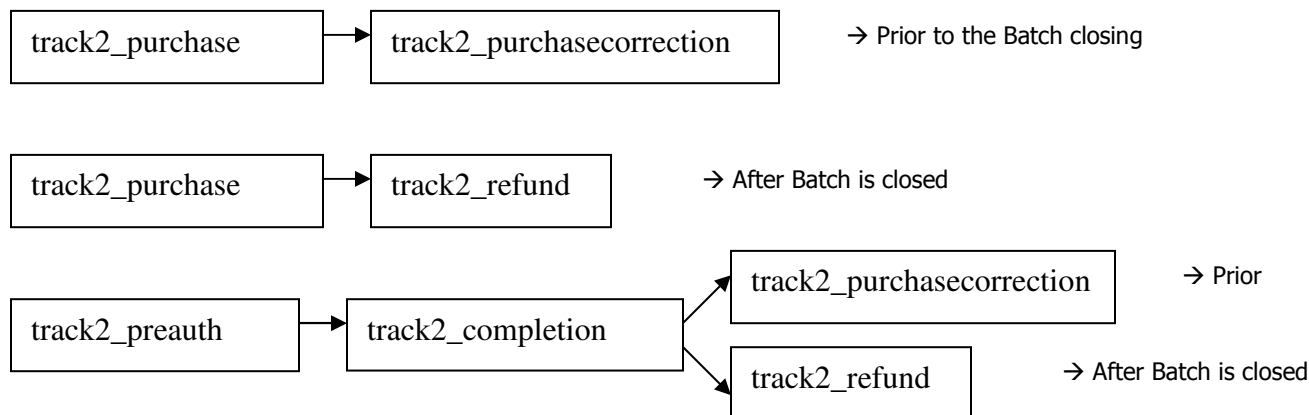 track2_purchase track2_purchasecorrection → Prior to the Batch closing
track2_purchase track2_refund → After Batch is closed
track2_purchasecorrection → Prior
track2_preauth track2_completion
track2_refund → After Batch is closed